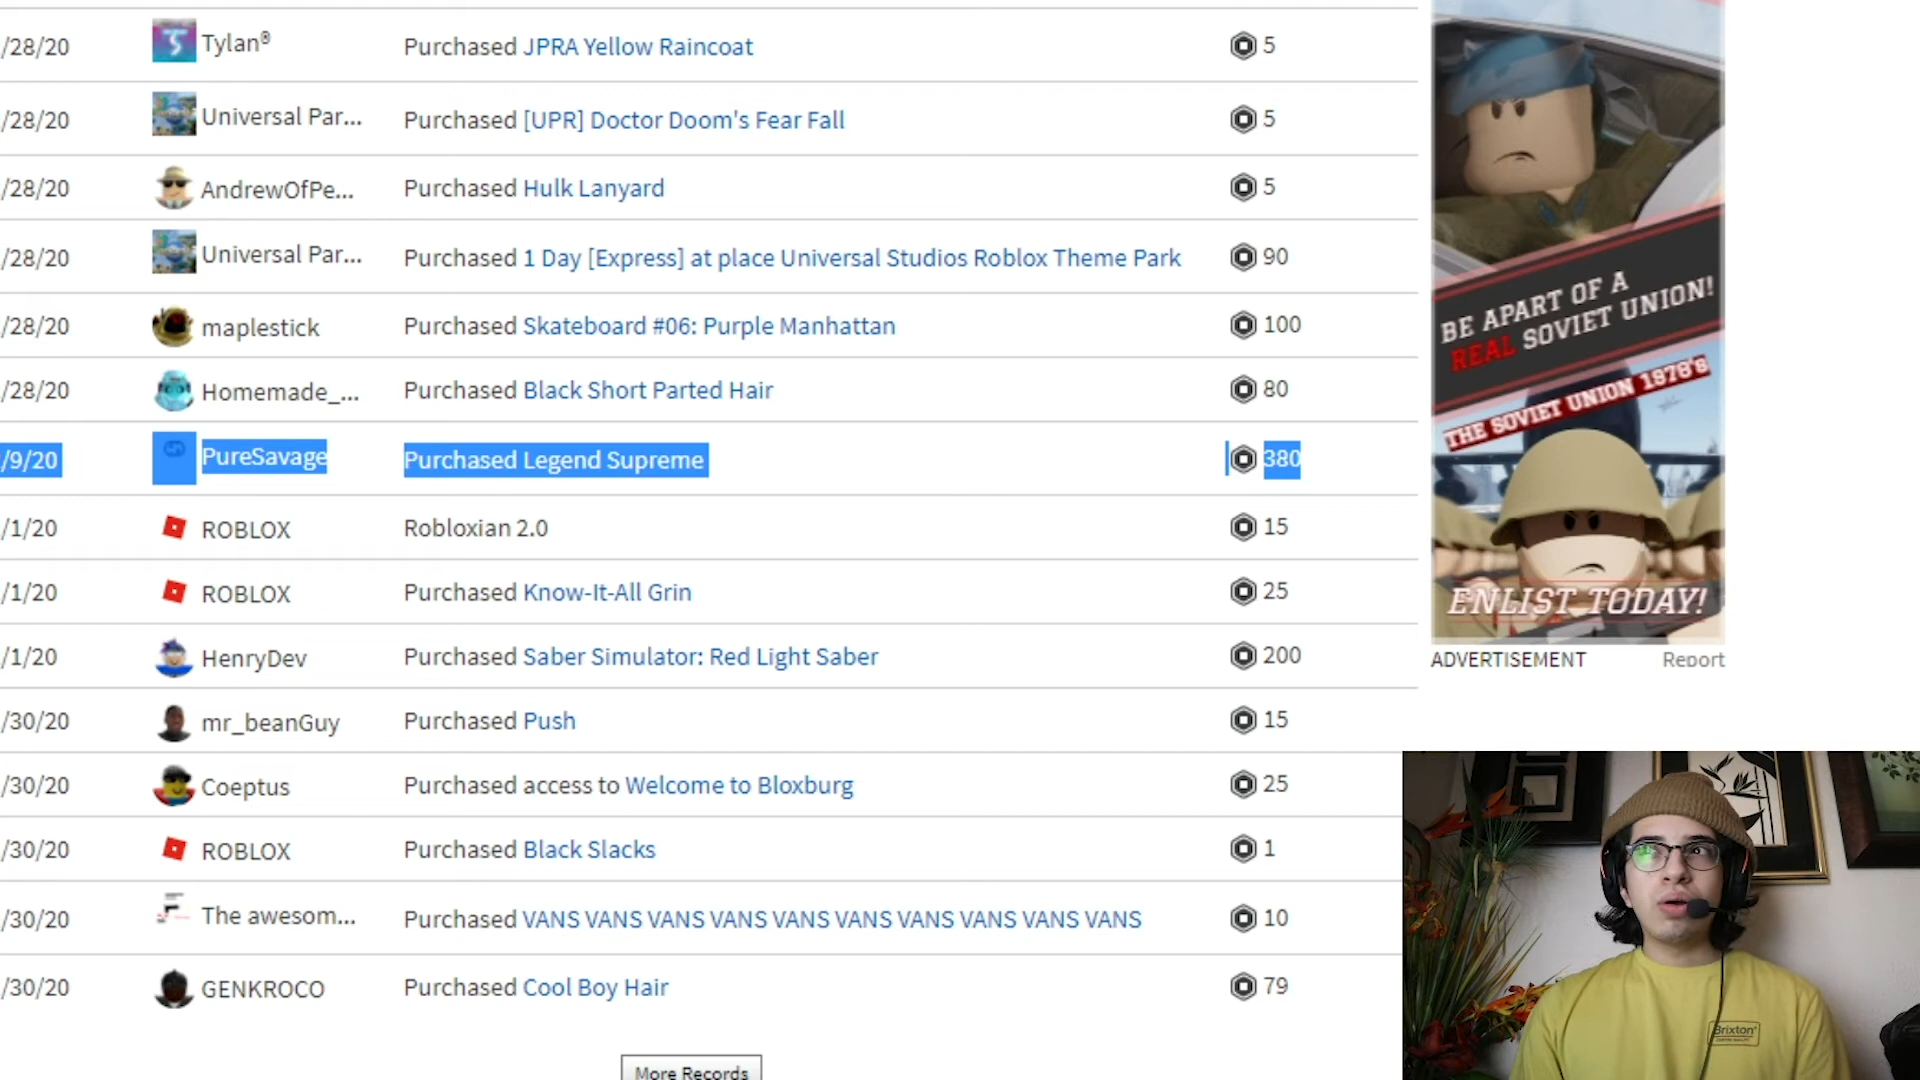 /28/20 Tylan® Purchased JPRA Yellow Raincoat 5
/28/20 Universal Par... Purchased [UPR] Doctor Doom's Fear Fall 5
/28/20 AndrewOfPe... Purchased Hulk Lanyard 5
/28/20 Universal Par... Purchased 1 Day [Express] at place Universal Studios Roblox Theme Park 90
/28/20 maplestick Purchased Skateboard #06: Purple Manhattan 100
/28/20 Homemade_... Purchased Black Short Parted Hair 80
/9/20 PureSavage Purchased Legend Supreme 380
/1/20 ROBLOX Robloxian 2.0 15
/1/20 ROBLOX Purchased Know-It-All Grin 25
/1/20 HenryDev Purchased Saber Simulator: Red Light Saber 200
/30/20 mr_beanGuy Purchased Push 15
/30/20 Coeptus Purchased access to Welcome to Bloxburg 25
/30/20 ROBLOX Purchased Black Slacks 1
/30/20 The awesom... Purchased VANS VANS VANS VANS VANS VANS VANS VANS VANS VANS 10
/30/20 GENKROCO Purchased Cool Boy Hair 79
More Records
BE APART OF A
REAL SOVIET UNION!
THE SOVIET UNION 1978'S
ENLIST TODAY!
ADVERTISEMENT Report
Brixton